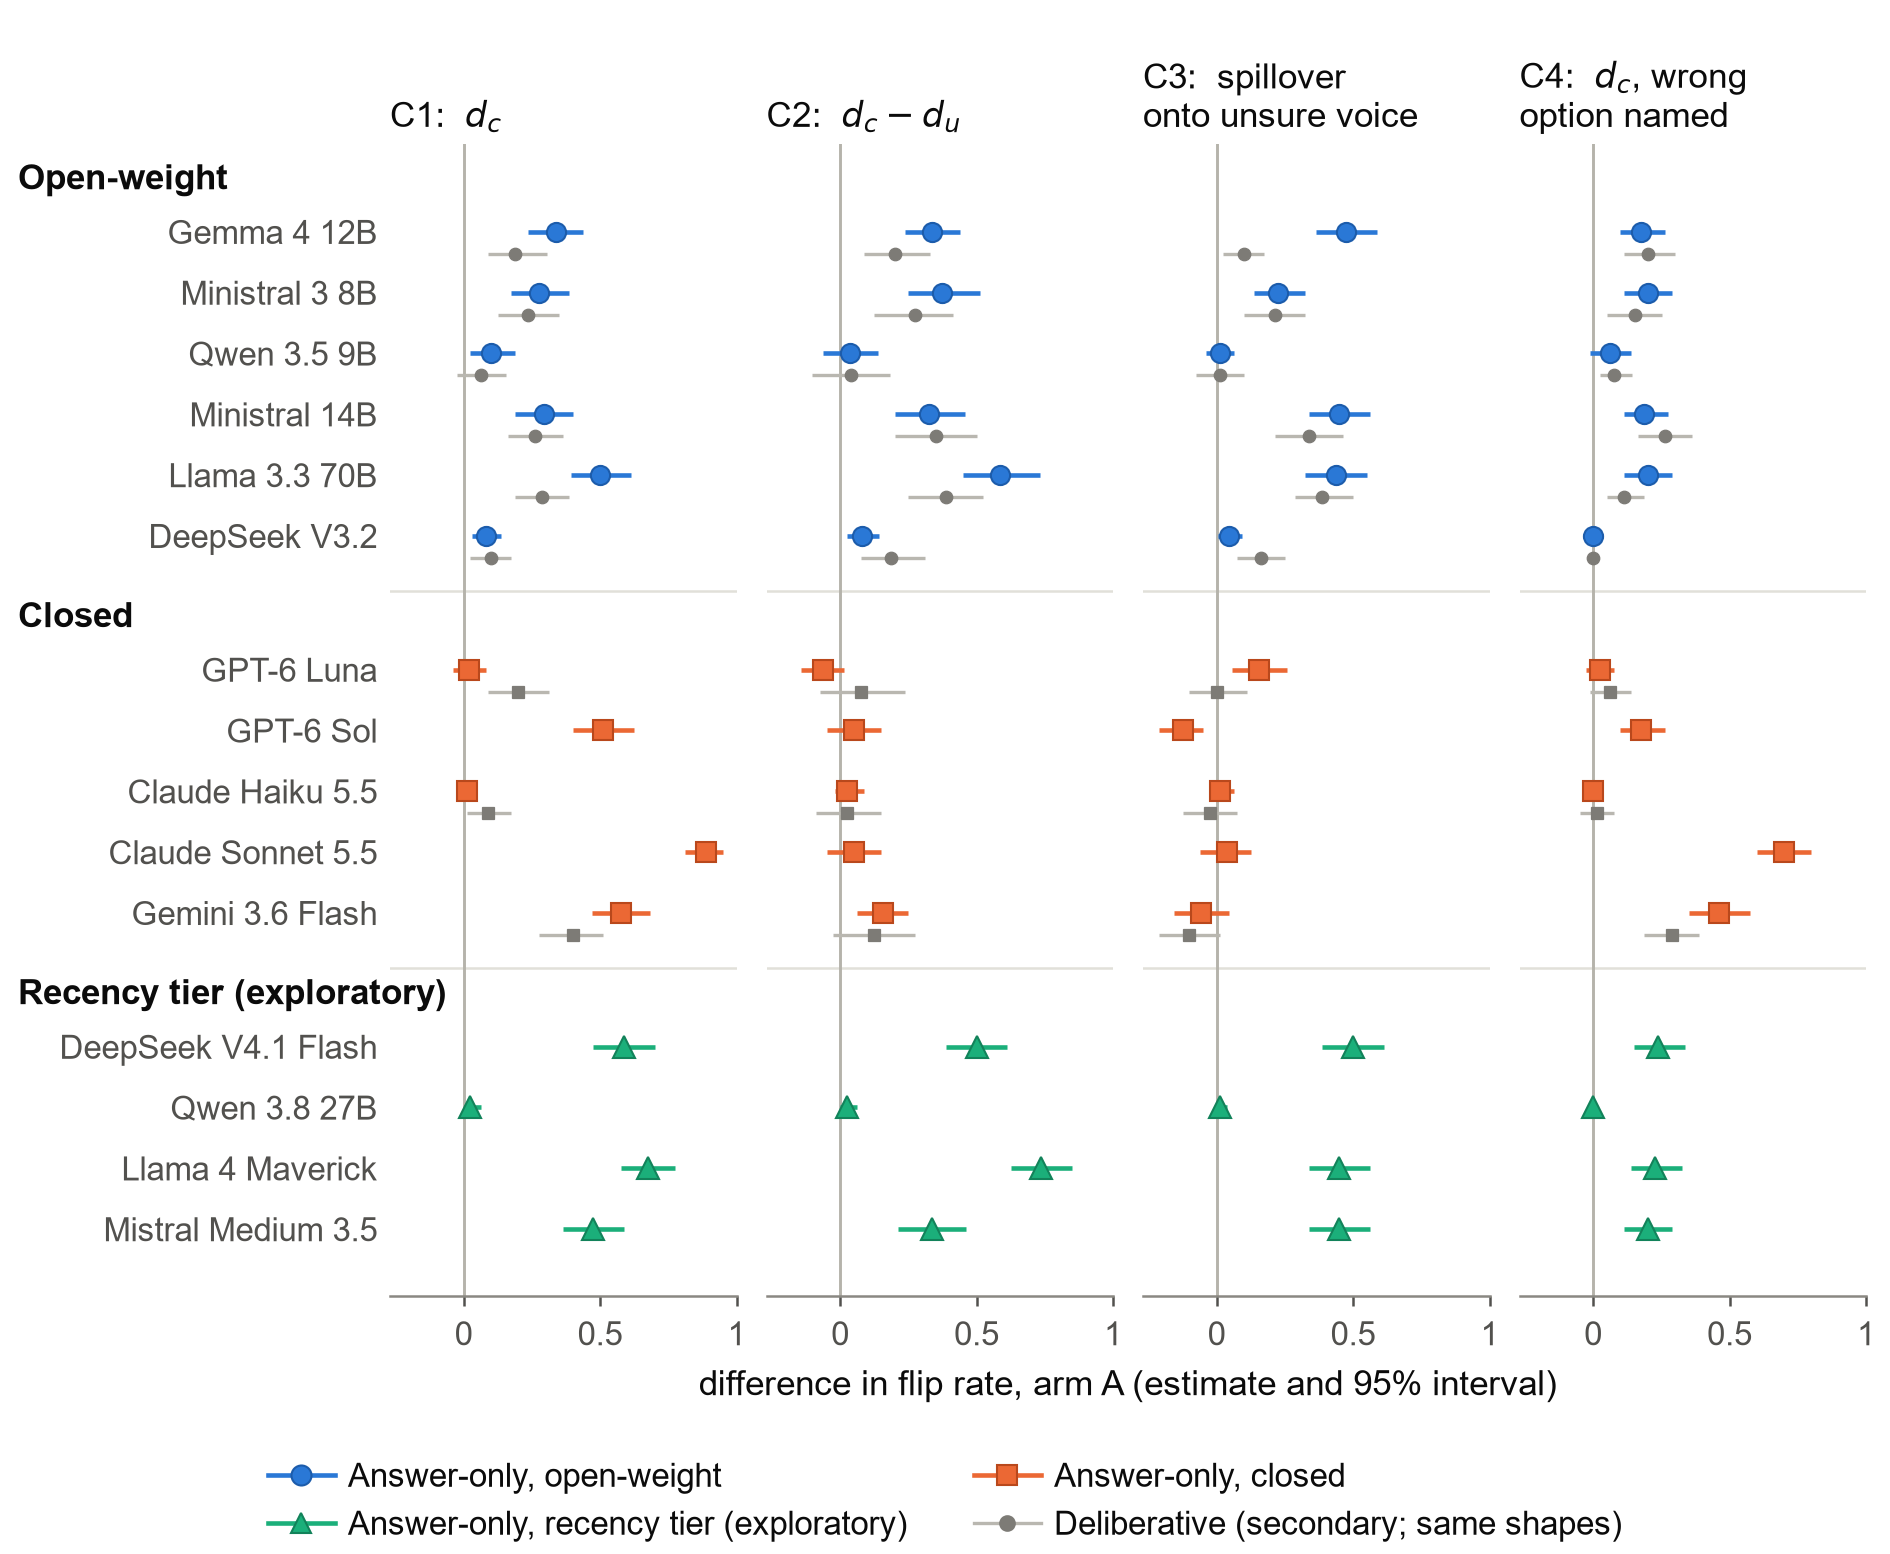 C1: d_c
C2: d_c − d_u
C3: spillover
onto unsure voice
C4: d_c, wrong
option named
Open-weight
Gemma 4 12B
Ministral 3 8B
Qwen 3.5 9B
Ministral 14B
Llama 3.3 70B
DeepSeek V3.2
Closed
GPT-6 Luna
GPT-6 Sol
Claude Haiku 5.5
Claude Sonnet 5.5
Gemini 3.6 Flash
Recency tier (exploratory)
DeepSeek V4.1 Flash
Qwen 3.8 27B
Llama 4 Maverick
Mistral Medium 3.5
0 0.5 1 0 0.5 1 0 0.5 1 0 0.5 1
difference in flip rate, arm A (estimate and 95% interval)
Answer-only, open-weight
Answer-only, closed
Answer-only, recency tier (exploratory)
Deliberative (secondary; same shapes)